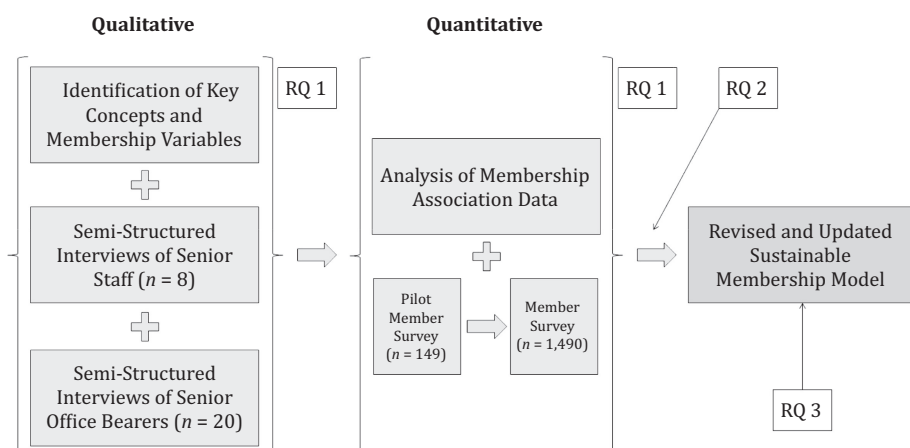 Qualitative
Quantitative
Identification of Key
Concepts and
Membership Variables
RQ 1
Semi-Structured
Interviews of Senior
Staff (n = 8)
Semi-Structured
Interviews of Senior
Office Bearers (n = 20)
Analysis of Membership
Association Data
Pilot
Member
Survey
(n = 149)
Member
Survey
(n = 1,490)
RQ 1
RQ 2
Revised and Updated
Sustainable
Membership Model
RQ 3